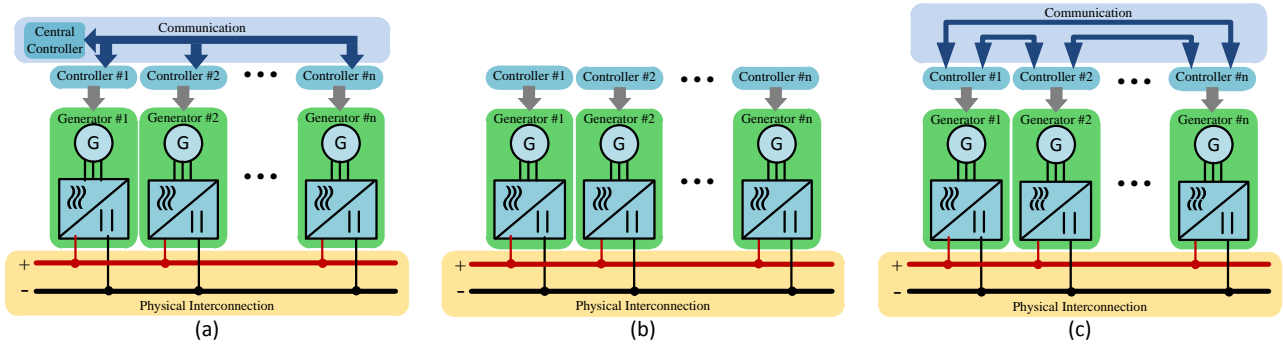 Communication
Central
Controller
Controller #1
Controller #2
Controller #n
Generator #1
Generator #2
Generator #n
G
G
G
+
-
Physical Interconnection
(a)
Controller #1
Controller #2
Controller #n
Generator #1
Generator #2
Generator #n
G
G
G
+
-
Physical Interconnection
(b)
Communication
Controller #1
Controller #2
Controller #n
Generator #1
Generator #2
Generator #n
G
G
G
+
-
Physical Interconnection
(c)